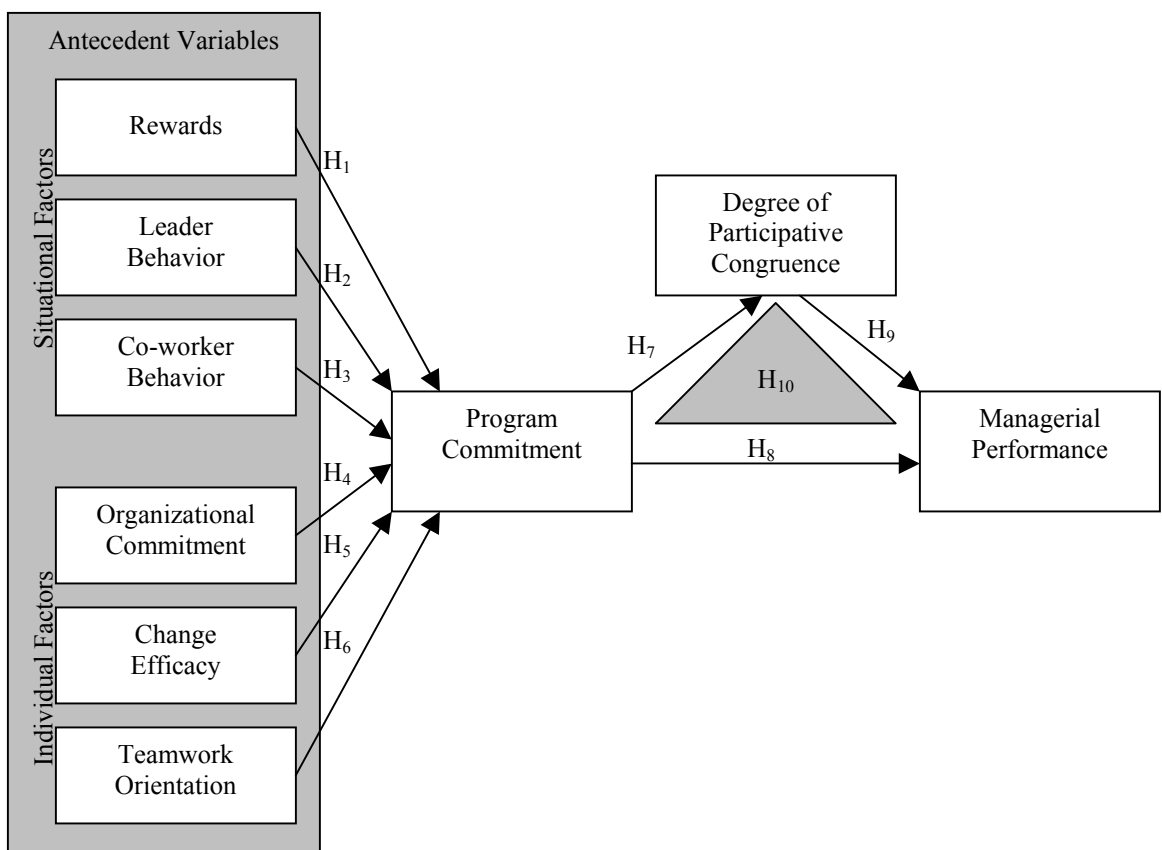 Antecedent Variables
Situational Factors
Rewards
Leader
Behavior
Co-worker
Behavior
Individual Factors
Organizational
Commitment
Change
Efficacy
Teamwork
Orientation
H₁
H₂
H₃
H₄
H₅
H₆
Program
Commitment
H₇
Degree of
Participative
Congruence
H₉
H₁₀
H₈
Managerial
Performance